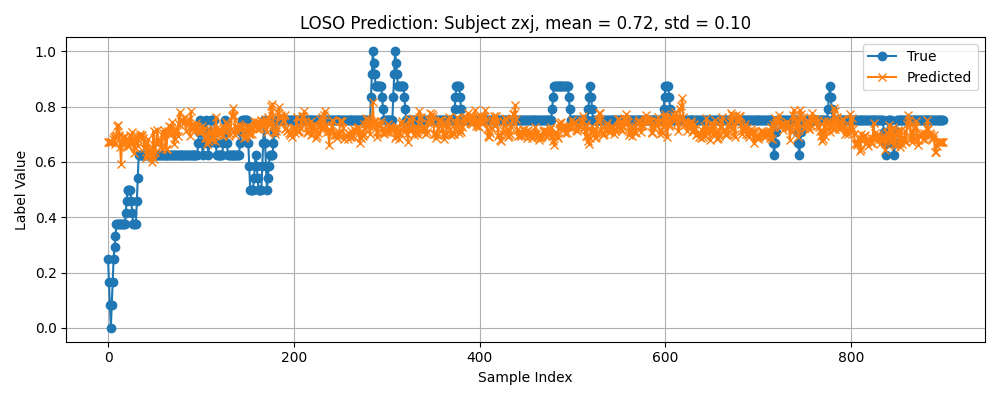 LOSO Prediction: Subject zxj, mean = 0.72, std = 0.10
True
Predicted
Label Value
1.0
0.8
0.6
0.4
0.2
0.0
0
200
400
600
800
Sample Index